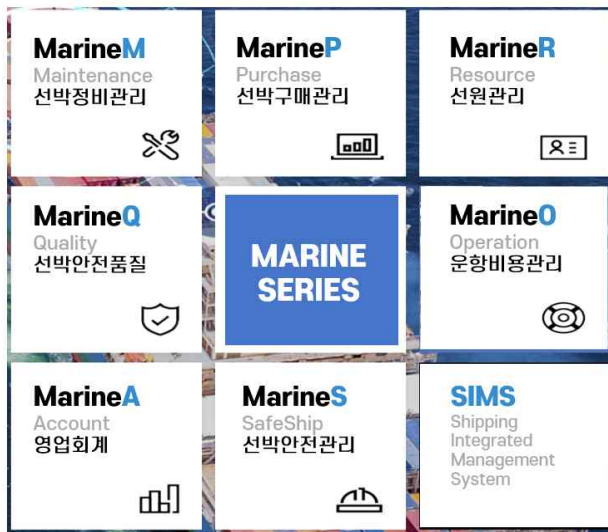 MarineM
Maintenance
선박정비관리
MarineP
Purchase
선박구매관리
MarineR
Resource
선원관리
MarineQ
Quality
선박안전품질
MARINE
SERIES
MarineO
Operation
운항비용관리
MarineA
Account
영업회계
MarineS
SafeShip
선박안전관리
SIMS
Shipping
Integrated
Management
System